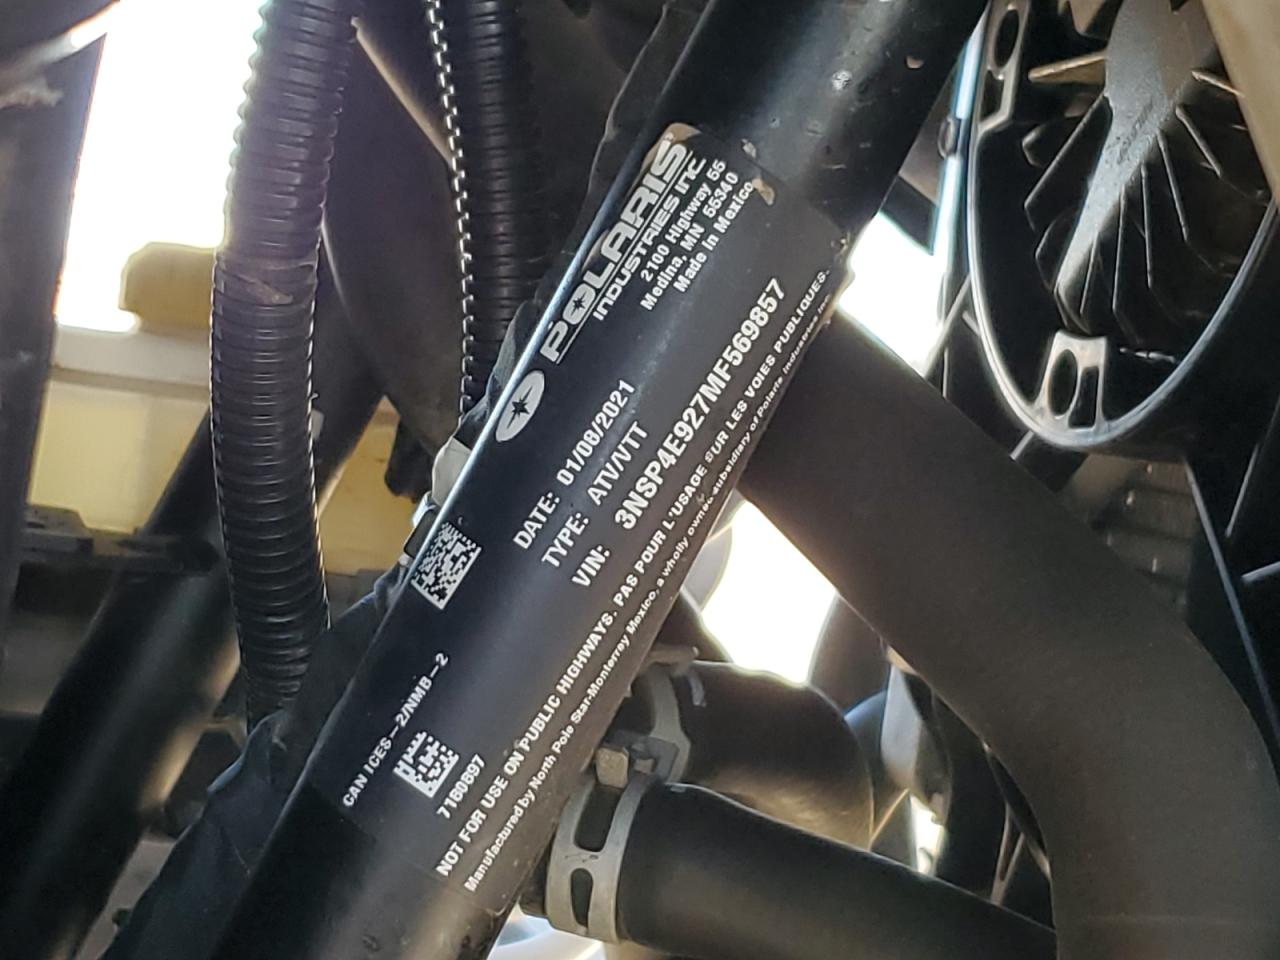 POLARIS
INDUSTRIES INC.
2100 Highway 55
Medina, MN 55340
Made in Mexico
DATE: 01/08/2021
TYPE: ATV/VTT
VIN: 3NSP4E927MF569857
CAN ICES-2/NMB-2
7180897
NOT FOR USE ON PUBLIC HIGHWAYS. PAS POUR L'USAGE SUR LES VOIES PUBLIQUES.
Manufactured by North Pole Star-Monterrey Mexico, a wholly owned-subsidiary of Polaris Industries Inc.